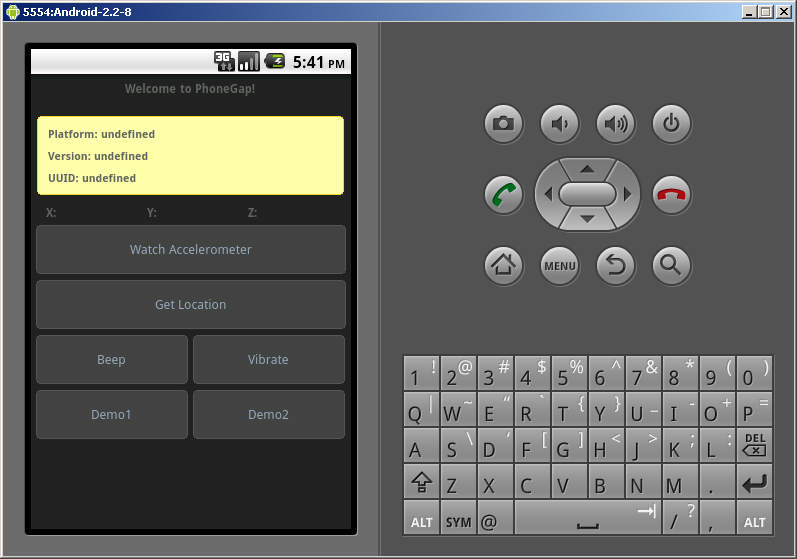 5554:Android-2.2-8
3G 5:41 PM
Welcome to PhoneGap!
Platform: undefined
Version: undefined
UUID: undefined
X: Y: Z:
Watch Accelerometer
Get Location
Beep Vibrate
Demo1 Demo2
MENU
1 ! 2 @ 3 # 4 $ 5 % 6 ^ 7 & 8 * 9 ( 0 )
Q | W ~ E “ R ` T { Y } U _ I - O + P =
A S \ D ‘ F [ G ] H < J > K ; L : DEL
Z X C V B N M .
ALT SYM @ / ? , ALT